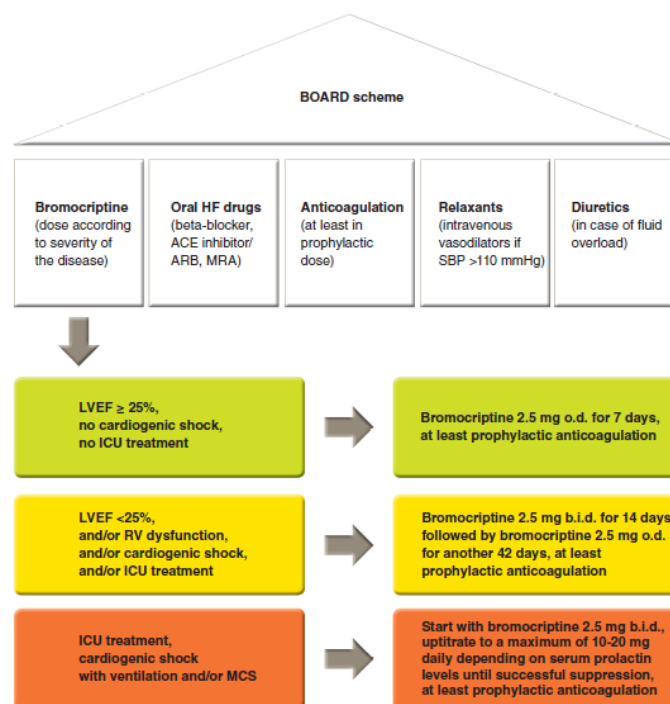 BOARD scheme
Bromocriptine
(dose according
to severity of
the disease)
Oral HF drugs
(beta-blocker,
ACE inhibitor/
ARB, MRA)
Anticoagulation
(at least in
prophylactic
dose)
Relaxants
(intravenous
vasodilators if
SBP >110 mmHg)
Diuretics
(in case of fluid
overload)
LVEF ≥ 25%,
no cardiogenic shock,
no ICU treatment
Bromocriptine 2.5 mg o.d. for 7 days,
at least prophylactic anticoagulation
LVEF <25%,
and/or RV dysfunction,
and/or cardiogenic shock,
and/or ICU treatment
Bromocriptine 2.5 mg b.i.d. for 14 days
followed by bromocriptine 2.5 mg o.d.
for another 42 days, at least
prophylactic anticoagulation
ICU treatment,
cardiogenic shock
with ventilation and/or MCS
Start with bromocriptine 2.5 mg b.i.d.,
uptitrate to a maximum of 10-20 mg
daily depending on serum prolactin
levels until successful suppression,
at least prophylactic anticoagulation